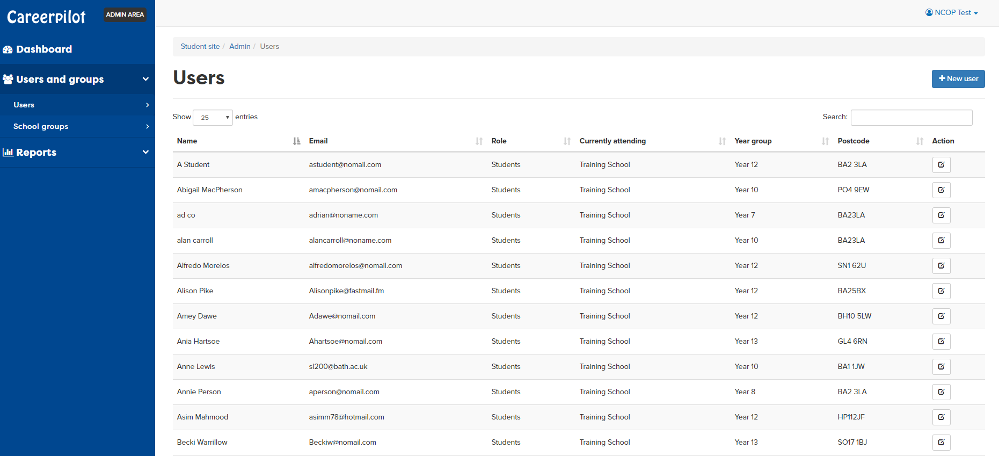 Careerpilot ADMIN AREA
NCOP Test
Dashboard
Users and groups
Users
School groups
Reports
Student site / Admin / Users
Users
New user
Show 25 entries
Search:
Name Email Role Currently attending Year group Postcode Action
A Student astudent@nomail.com Students Training School Year 12 BA2 3LA
Abigail MacPherson amacpherson@nomail.com Students Training School Year 10 PO4 9EW
ad co adrian@noname.com Students Training School Year 7 BA23LA
alan carroll alancarroll@noname.com Students Training School Year 10 BA23LA
Alfredo Morelos alfredomorelos@nomail.com Students Training School Year 12 SN1 62U
Alison Pike Alisonpike@fastmail.fm Students Training School Year 12 BA25BX
Amey Dawe Adawe@nomail.com Students Training School Year 12 BH10 5LW
Ania Hartsoe Ahartsoe@nomail.com Students Training School Year 13 GL4 6RN
Anne Lewis sl200@bath.ac.uk Students Training School Year 10 BA1 1JW
Annie Person aperson@nomail.com Students Training School Year 8 BA2 3LA
Asim Mahmood asimm78@hotmail.com Students Training School Year 12 HP112JF
Becki Warrillow Beckiw@nomail.com Students Training School Year 13 SO17 1BJ